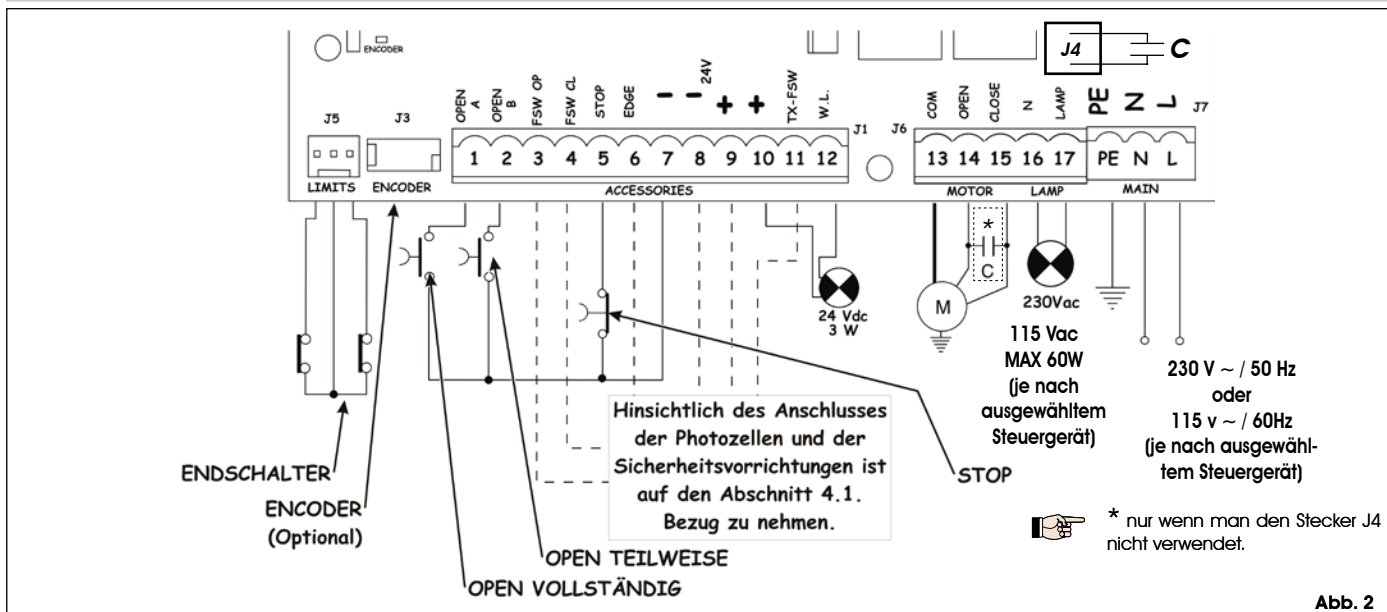 J4
C
ENCODER
OPEN A
OPEN B
FSW OP
FSW CL
STOP
EDGE
–
–
24V
+
+
TX-FSW
W.L.
COM
OPEN
CLOSE
N
LAMP
PE
N
L
J5
J3
J1
J6
J7
1 2 3 4 5 6 7 8 9 10 11 12
13 14 15 16 17
PE N L
LIMITS
ENCODER
ACCESSORIES
MOTOR
LAMP
MAIN
*
C
M
24 Vdc
3 W
230Vac
115 Vac
MAX 60W
(je nach
ausgewähltem
Steuergerät)
230 V ~ / 50 Hz
oder
115 v ~ / 60Hz
(je nach ausgewähl-
tem Steuergerät)
Hinsichtlich des Anschlusses
der Photozellen und der
Sicherheitsvorrichtungen ist
auf den Abschnitt 4.1.
Bezug zu nehmen.
ENDSCHALTER
ENCODER
(Optional)
STOP
OPEN TEILWEISE
OPEN VOLLSTÄNDIG
* nur wenn man den Stecker J4
nicht verwendet.
Abb. 2